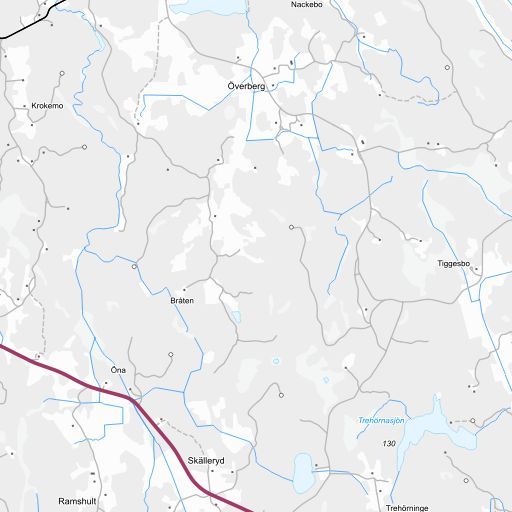 Nackebo
Överberg
Krokemo
Tiggesbo
Bråten
Öna
Trehörnasjön
130
Skälleryd
Ramshult
Trehörninge